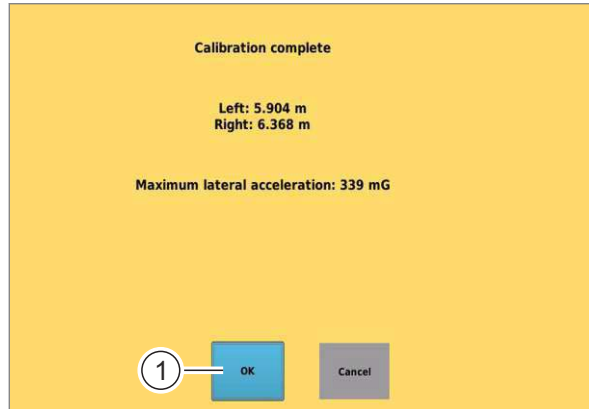 Calibration complete
Left: 5.904 m
Right: 6.368 m
Maximum lateral acceleration: 339 mG
1
OK
Cancel